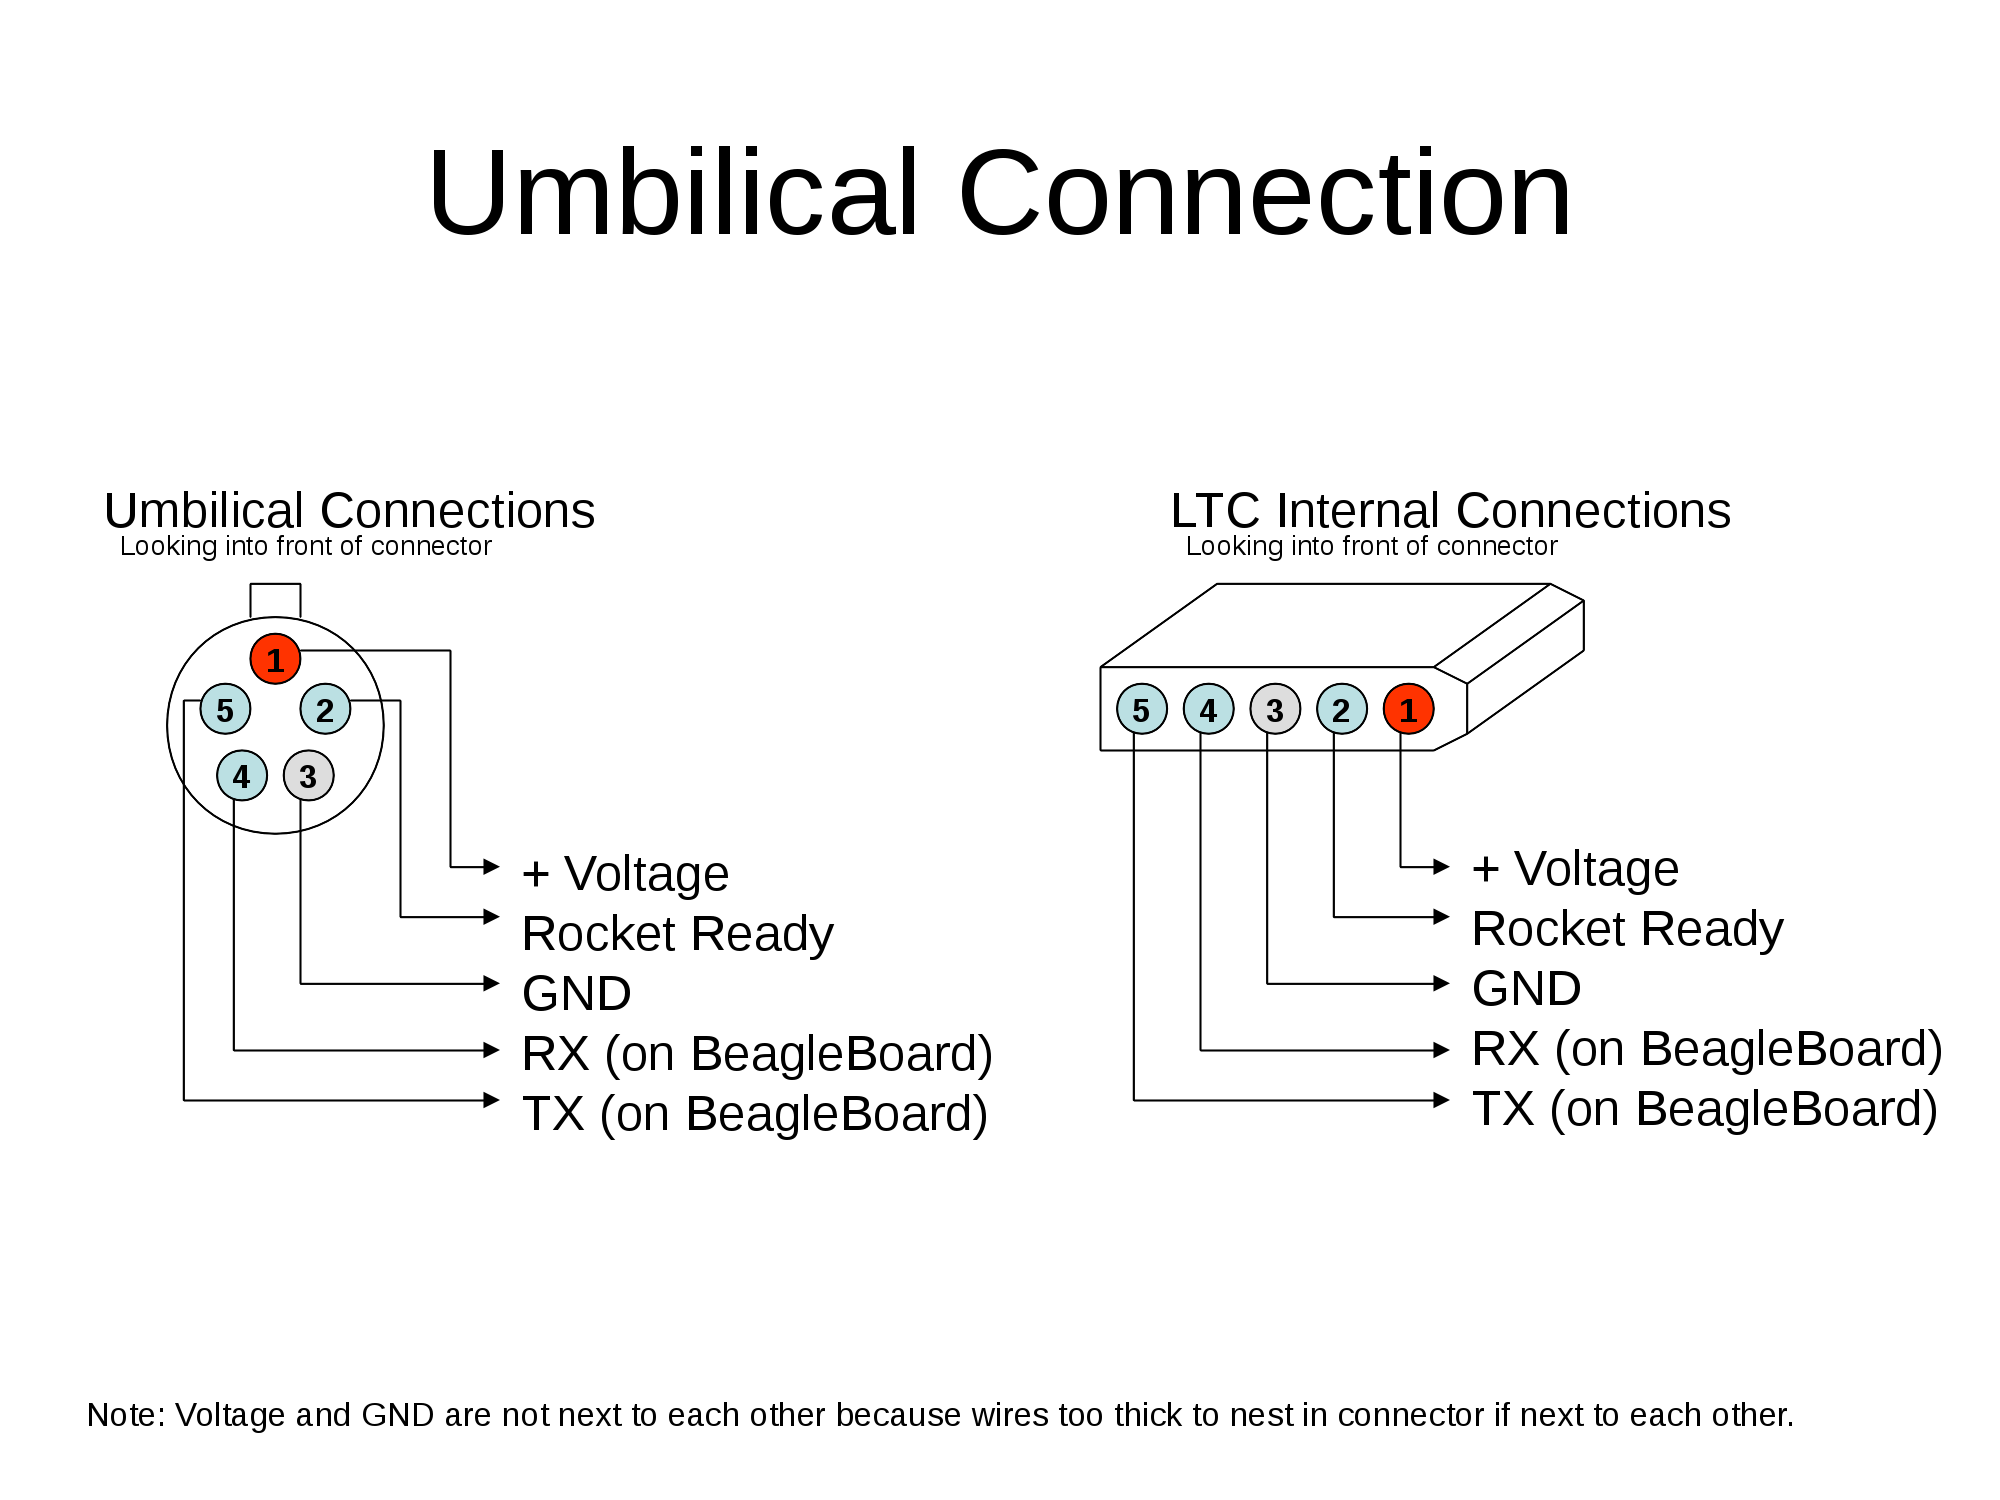 Umbilical Connection
Umbilical Connections
Looking into front of connector
1
5
2
4
3
+ Voltage
Rocket Ready
GND
RX (on BeagleBoard)
TX (on BeagleBoard)
LTC Internal Connections
Looking into front of connector
5 4 3 2 1
+ Voltage
Rocket Ready
GND
RX (on BeagleBoard)
TX (on BeagleBoard)
Note: Voltage and GND are not next to each other because wires too thick to nest in connector if next to each other.